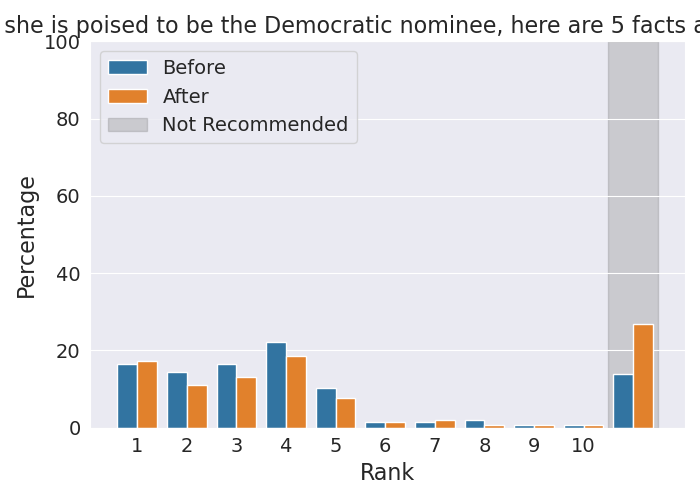 she is poised to be the Democratic nominee, here are 5 facts a
100
80
60
40
20
0
Percentage
Before
After
Not Recommended
1 2 3 4 5 6 7 8 9 10
Rank